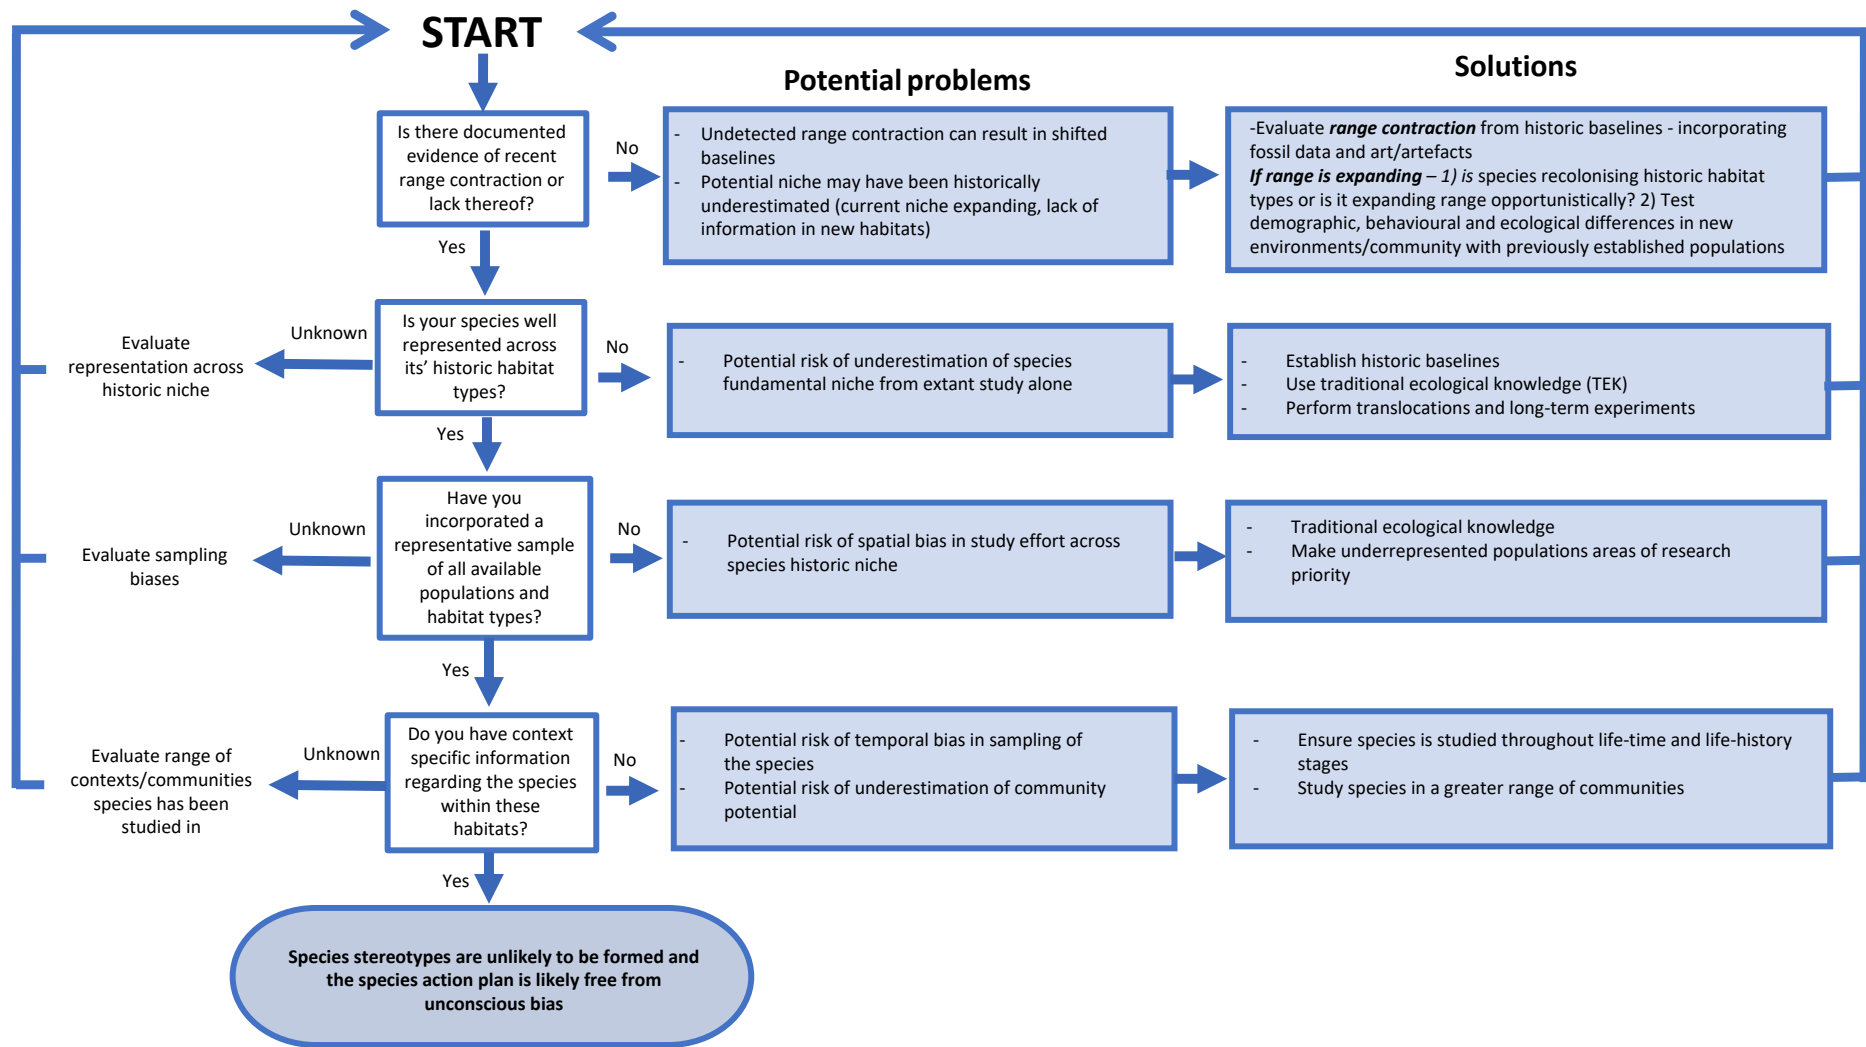 START
Potential problems
Solutions
Is there documented
evidence of recent
range contraction or
lack thereof?
No
- Undetected range contraction can result in shifted
baselines
- Potential niche may have been historically
underestimated (current niche expanding, lack of
information in new habitats)
-Evaluate range contraction from historic baselines - incorporating
fossil data and art/artefacts
If range is expanding – 1) is species recolonising historic habitat
types or is it expanding range opportunistically? 2) Test
demographic, behavioural and ecological differences in new
environments/community with previously established populations
Yes
Is your species well
represented across
its' historic habitat
types?
Unknown
Evaluate
representation across
historic niche
No
- Potential risk of underestimation of species
fundamental niche from extant study alone
- Establish historic baselines
- Use traditional ecological knowledge (TEK)
- Perform translocations and long-term experiments
Yes
Have you
incorporated a
representative sample
of all available
populations and
habitat types?
Unknown
Evaluate sampling
biases
No
- Potential risk of spatial bias in study effort across
species historic niche
- Traditional ecological knowledge
- Make underrepresented populations areas of research
priority
Yes
Do you have context
specific information
regarding the species
within these
habitats?
Unknown
Evaluate range of
contexts/communities
species has been
studied in
No
- Potential risk of temporal bias in sampling of
the species
- Potential risk of underestimation of community
potential
- Ensure species is studied throughout life-time and life-history
stages
- Study species in a greater range of communities
Yes
Species stereotypes are unlikely to be formed and
the species action plan is likely free from
unconscious bias